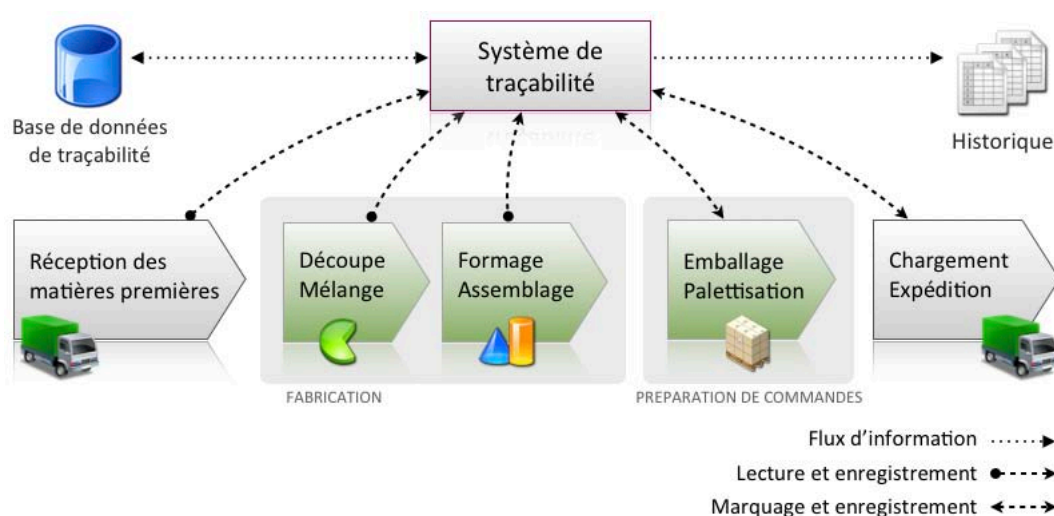 Système de
traçabilité
Base de données
de traçabilité
Historique
Réception des
matières premières
Découpe
Mélange
Formage
Assemblage
Emballage
Palettisation
Chargement
Expédition
FABRICATION
PREPARATION DE COMMANDES
Flux d'information
Lecture et enregistrement
Marquage et enregistrement